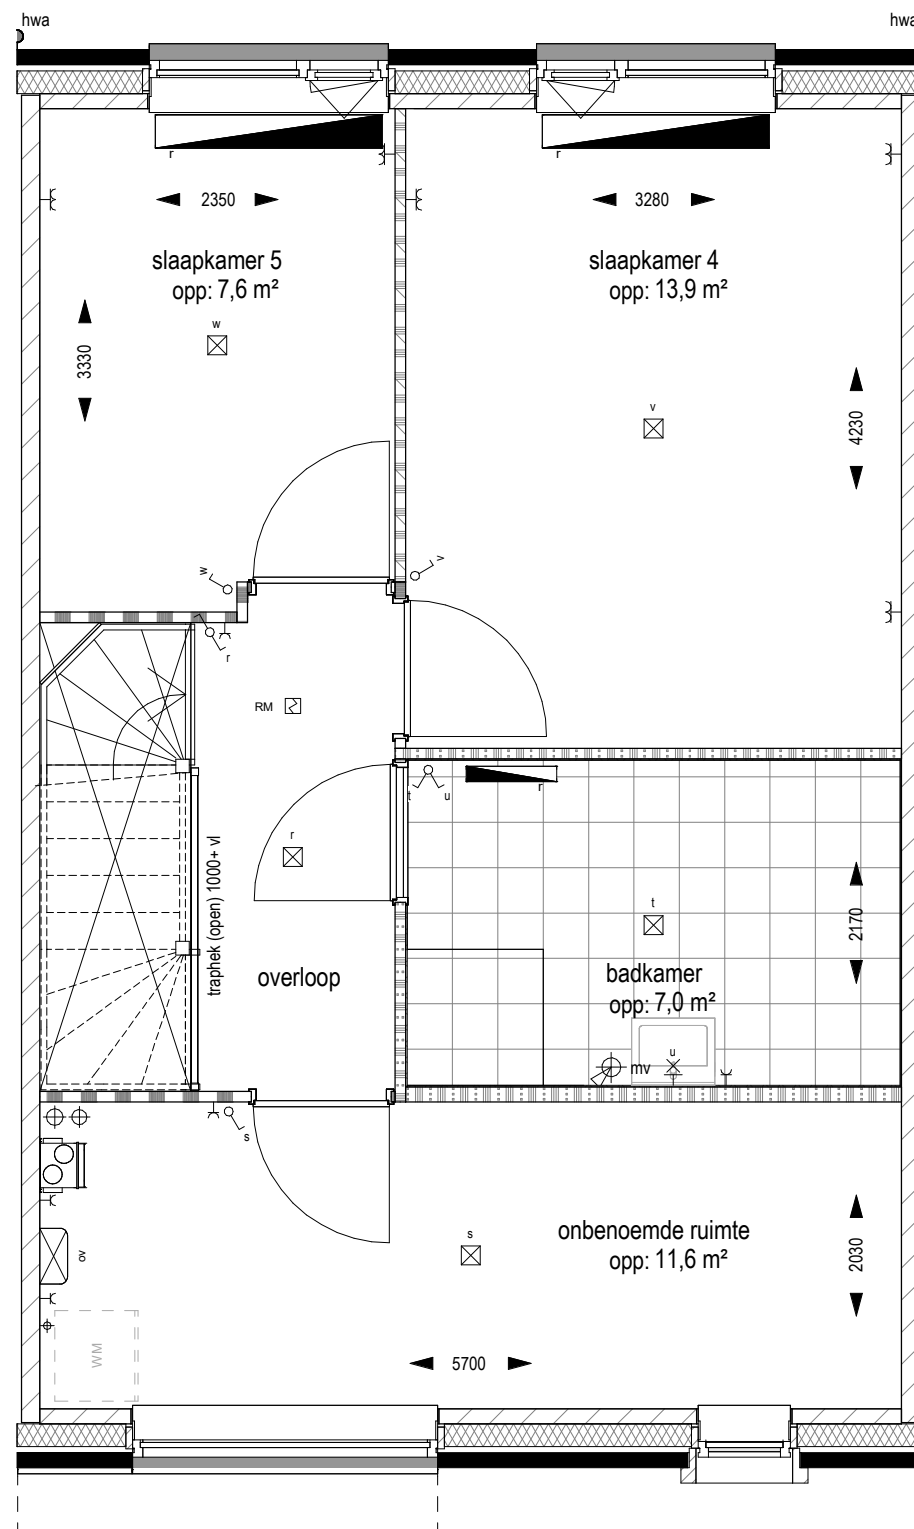 hwa
hwa
r
r
2350
3280
slaapkamer 5
opp: 7,6 m²
slaapkamer 4
opp: 13,9 m²
w
3330
v
4230
w
v
r
RM
t
u
r
r
traphek (open) 1000+ vl
overloop
t
2170
badkamer
opp: 7,0 m²
mv
u
s
onbenoemde ruimte
opp: 11,6 m²
s
2030
ov
WM
5700